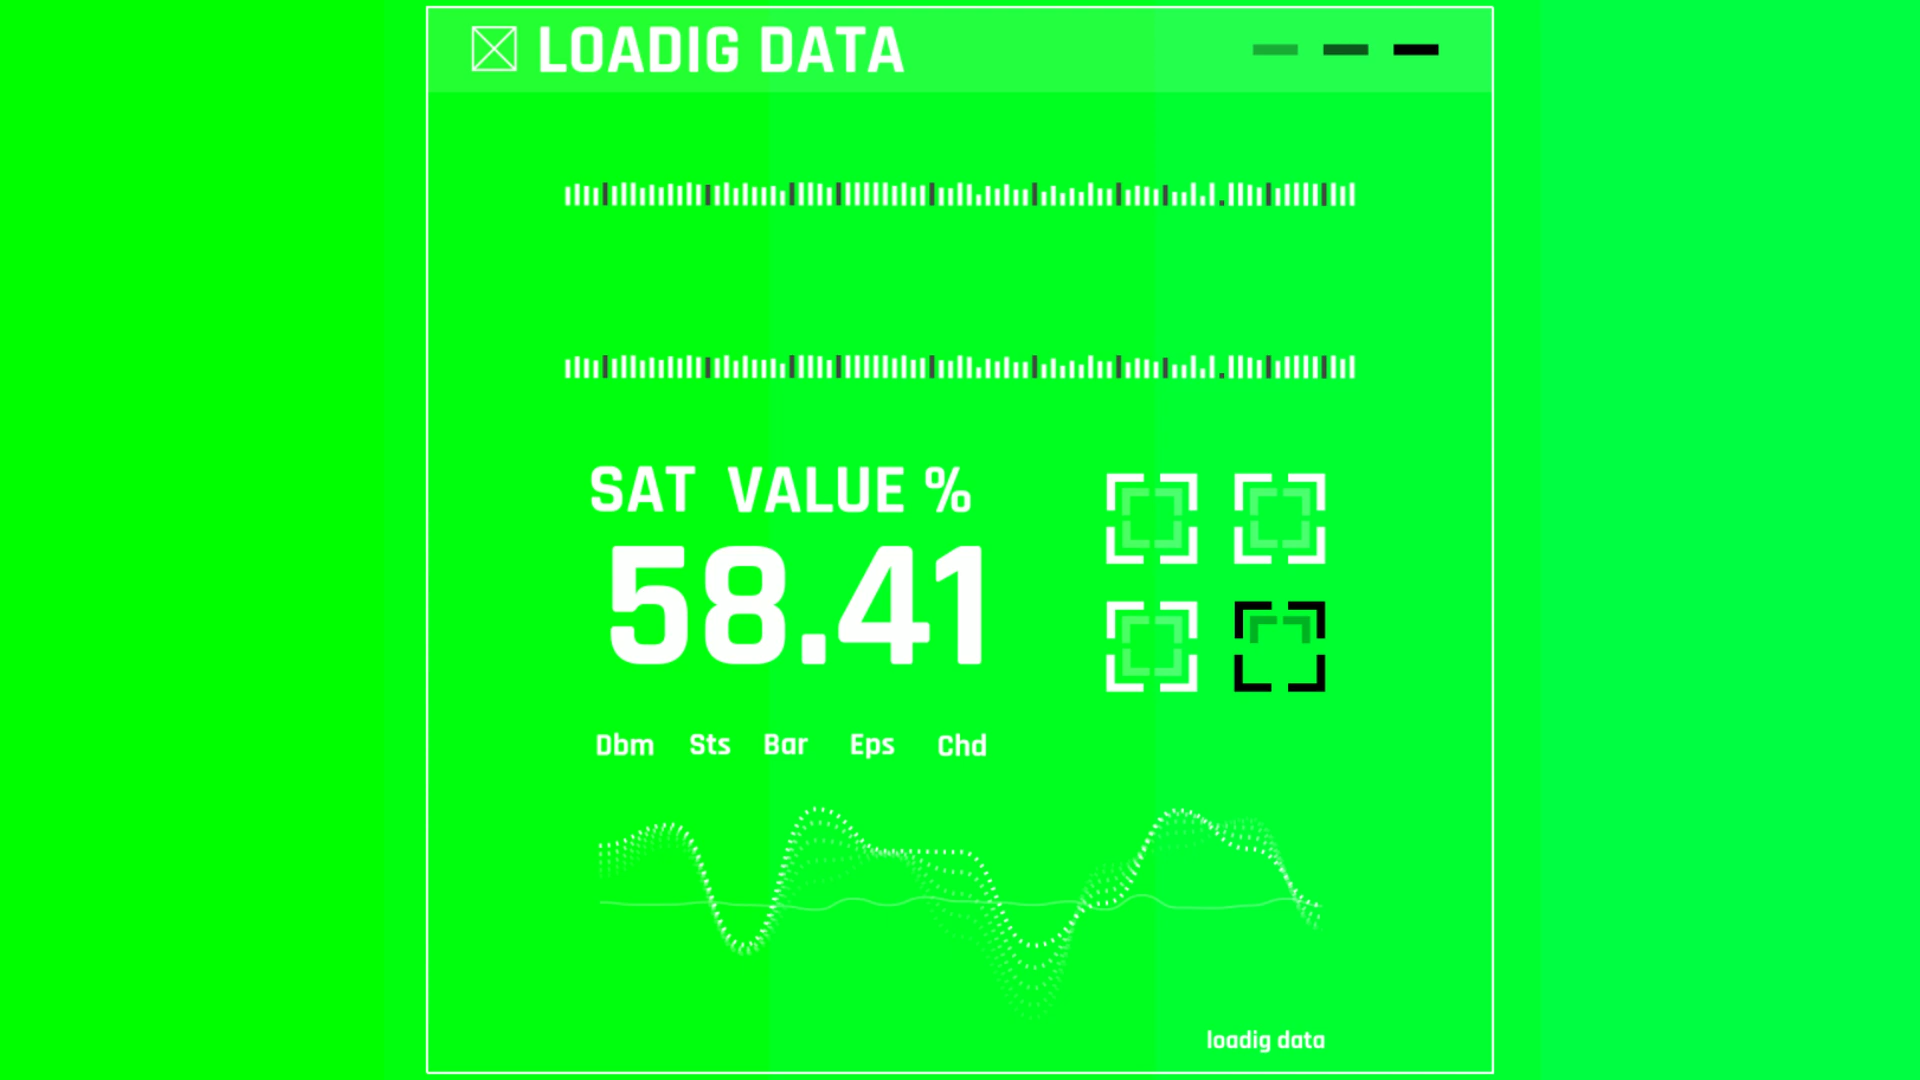 LOADIG DATA
SAT VALUE %
58.41
Dbm Sts Bar Eps Chd
loadig data